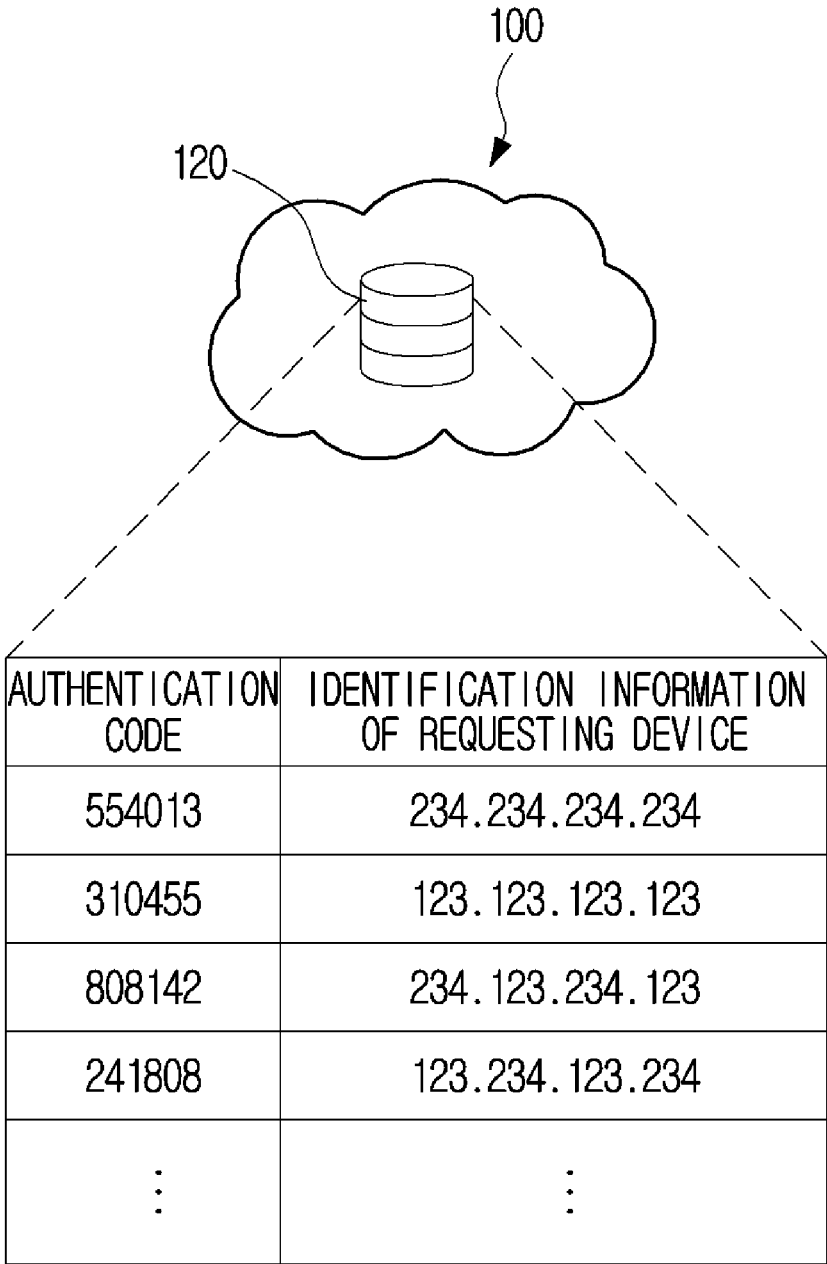 100
120
AUTHENTICATION
CODE
IDENTIFICATION INFORMATION
OF REQUESTING DEVICE
554013 234.234.234.234
310455 123.123.123.123
808142 234.123.234.123
241808 123.234.123.234
⋮ ⋮